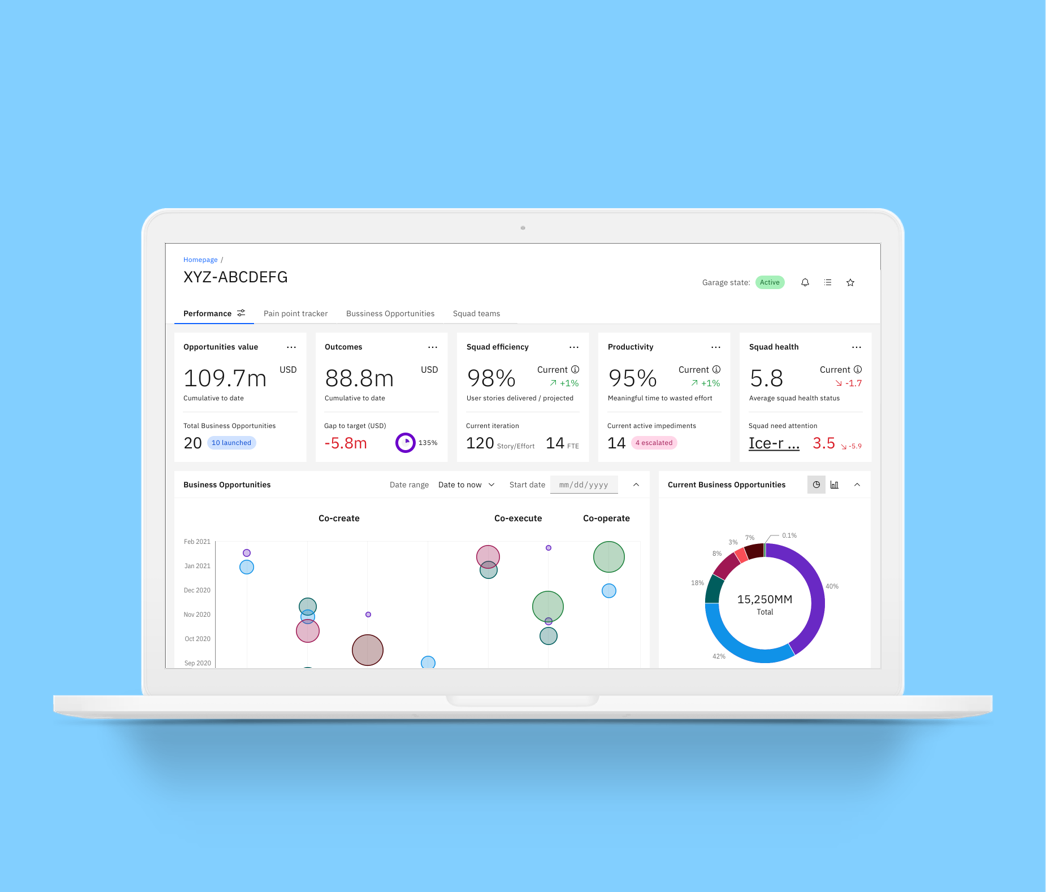 Homepage /
XYZ-ABCDEFG
Garage state: Active
Performance Pain point tracker Bussiness Opportunities Squad teams
Opportunities value ...
109.7m USD
Cumulative to date
Total Business Opportunities
20 10 launched
Outcomes ...
88.8m USD
Cumulative to date
Gap to target (USD)
-5.8m 135%
Squad efficiency ...
98% Current
+1%
User stories delivered / projected
Current iteration
120 Story/Effort 14 FTE
Productivity ...
95% Current
+1%
Meaningful time to wasted effort
Current active impediments
14 4 escalated
Squad health ...
5.8 Current
-1.7
Average squad health status
Squad need attention
Ice-r ... 3.5 -5.9
Business Opportunities Date range Date to now Start date mm/dd/yyyy
Co-create Co-execute Co-operate
Feb 2021
Jan 2021
Dec 2020
Nov 2020
Oct 2020
Sep 2020
Current Business Opportunities
0.1%
7%
3%
8%
18%
40%
42%
15,250MM
Total